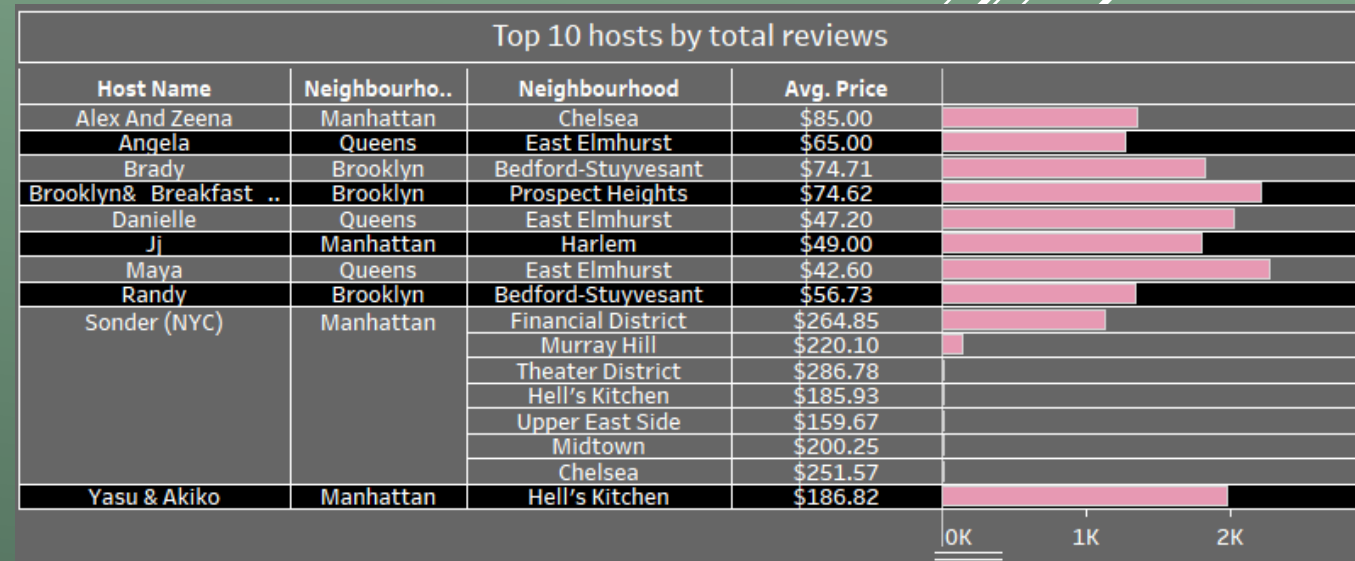 Top 10 hosts by total reviews
Host Name Neighbourho.. Neighbourhood Avg. Price
Alex And Zeena Manhattan Chelsea $85.00
Angela Queens East Elmhurst $65.00
Brady Brooklyn Bedford-Stuyvesant $74.71
Brooklyn& Breakfast .. Brooklyn Prospect Heights $74.62
Danielle Queens East Elmhurst $47.20
Jj Manhattan Harlem $49.00
Maya Queens East Elmhurst $42.60
Randy Brooklyn Bedford-Stuyvesant $56.73
Sonder (NYC) Manhattan Financial District $264.85
Murray Hill $220.10
Theater District $286.78
Hell's Kitchen $185.93
Upper East Side $159.67
Midtown $200.25
Chelsea $251.57
Yasu & Akiko Manhattan Hell's Kitchen $186.82
0K 1K 2K